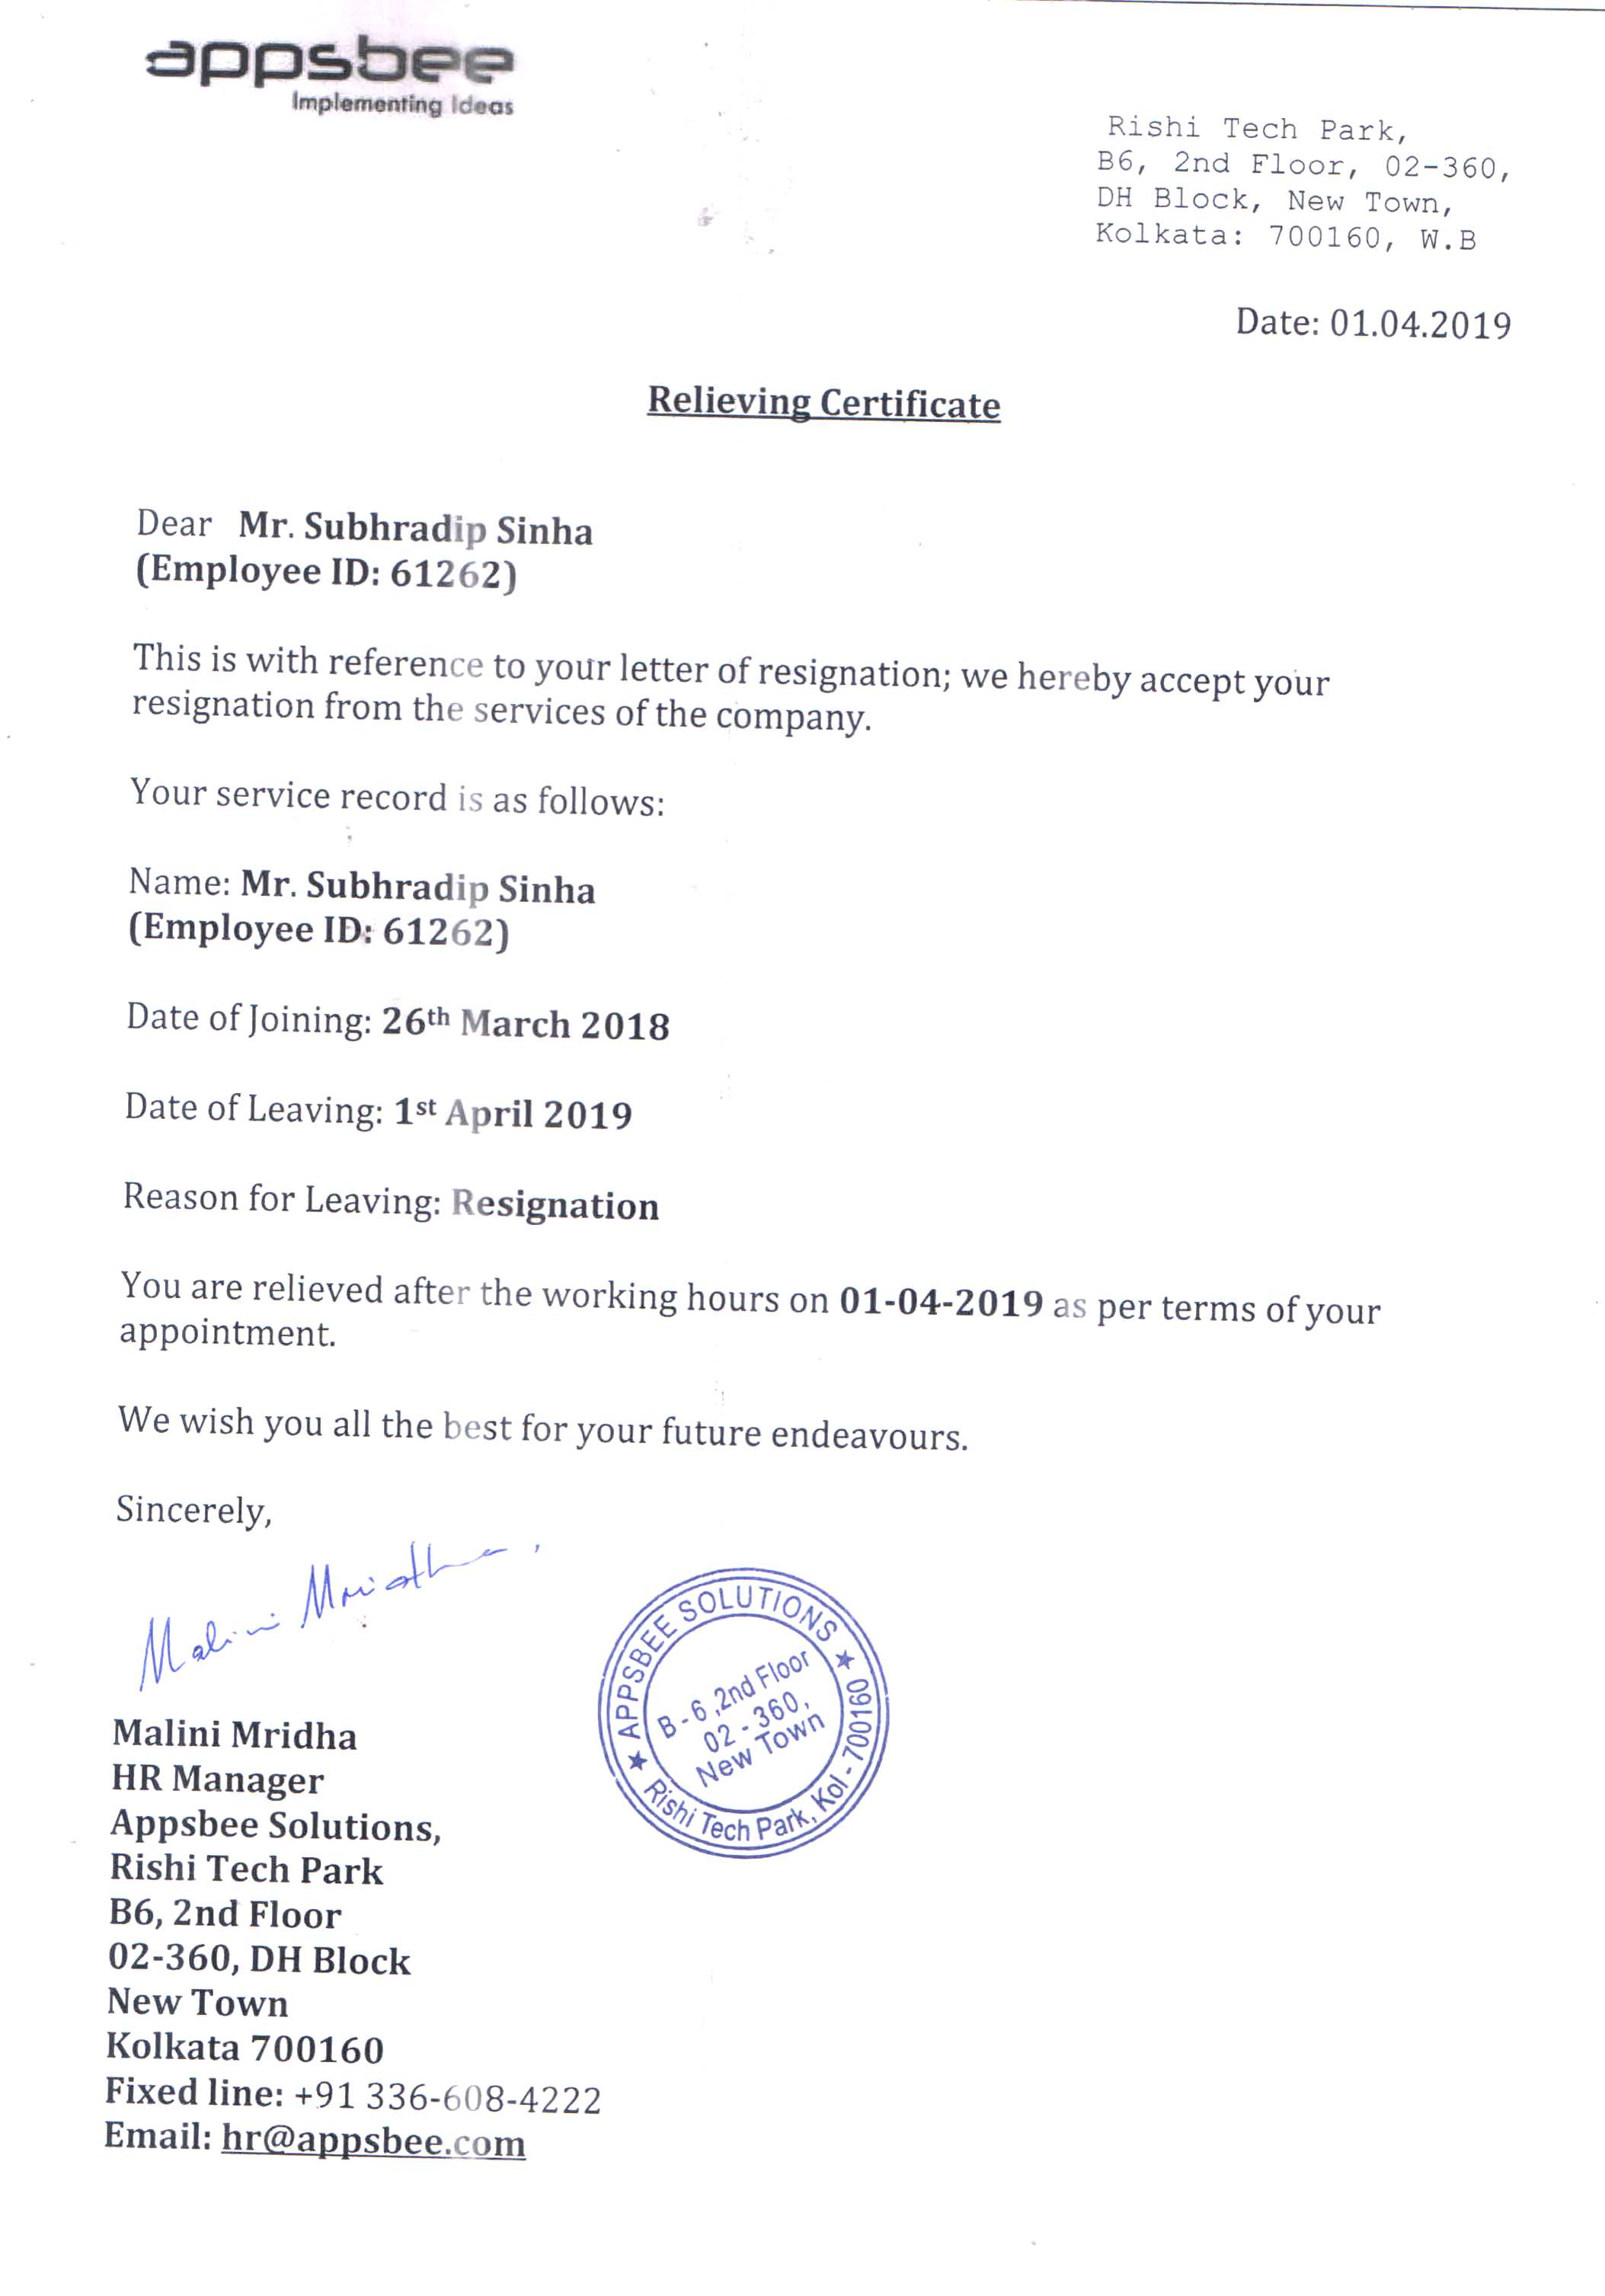 appsbee
Implementing Ideas
Rishi Tech Park,
B6, 2nd Floor, 02-360,
DH Block, New Town,
Kolkata: 700160, W.B
Date: 01.04.2019
Relieving Certificate
Dear Mr. Subhradip Sinha
(Employee ID: 61262)
This is with reference to your letter of resignation; we hereby accept your
resignation from the services of the company.
Your service record is as follows:
Name: Mr. Subhradip Sinha
(Employee ID: 61262)
Date of Joining: 26th March 2018
Date of Leaving: 1st April 2019
Reason for Leaving: Resignation
You are relieved after the working hours on 01-04-2019 as per terms of your
appointment.
We wish you all the best for your future endeavours.
Sincerely,
Malini Mridha
★ APPSBEE SOLUTIONS ★
Rishi Tech Park, Kol - 700160
B - 6 ,2nd Floor
02 - 360,
New Town
Malini Mridha
HR Manager
Appsbee Solutions,
Rishi Tech Park
B6, 2nd Floor
02-360, DH Block
New Town
Kolkata 700160
Fixed line: +91 336-608-4222
Email: hr@appsbee.com